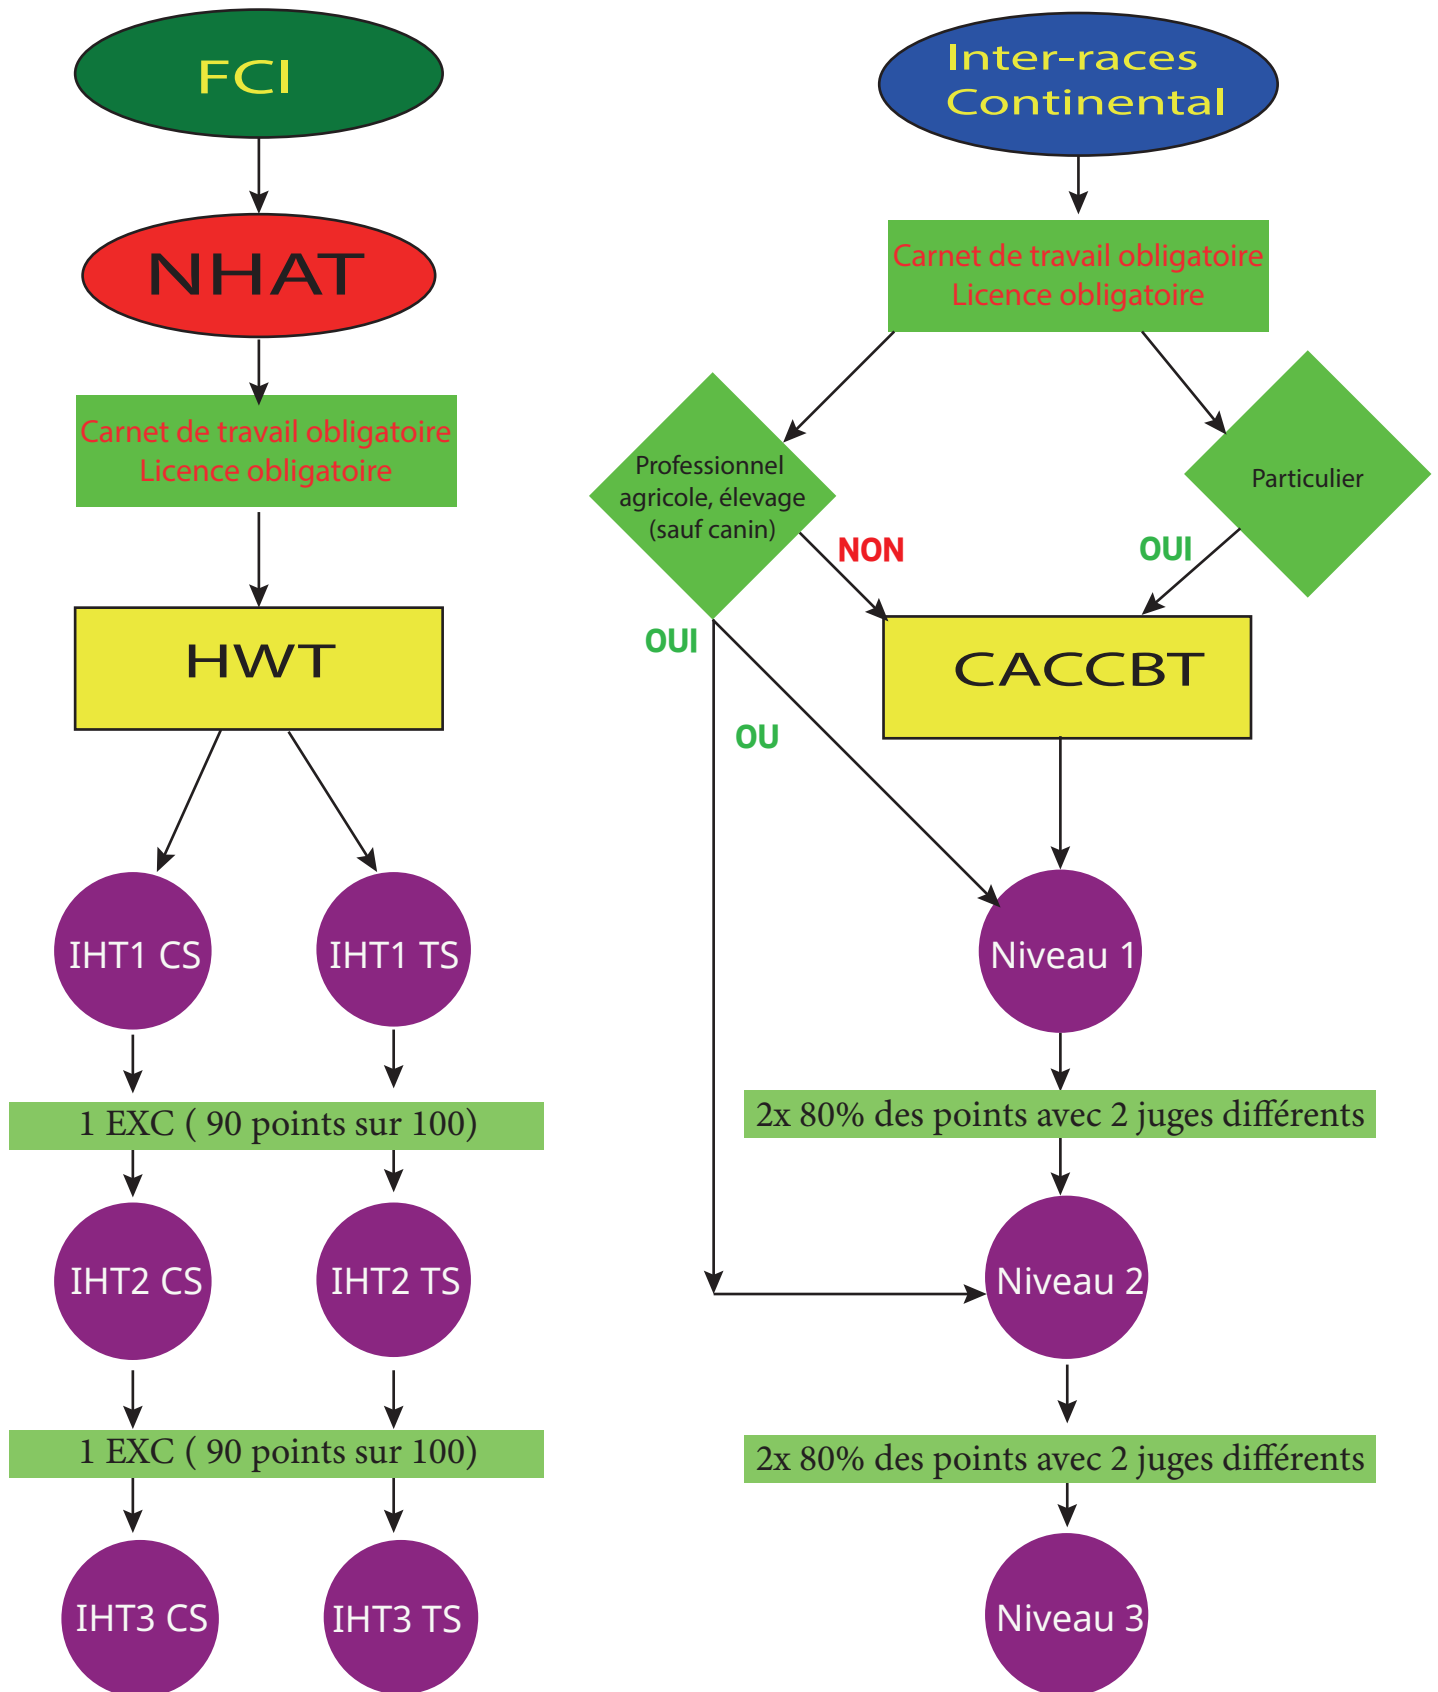 FCI
NHAT
Carnet de travail obligatoire
Licence obligatoire
HWT
IHT1 CS
IHT1 TS
1 EXC ( 90 points sur 100)
IHT2 CS
IHT2 TS
1 EXC ( 90 points sur 100)
IHT3 CS
IHT3 TS
Inter-races
Continental
Carnet de travail obligatoire
Licence obligatoire
Professionnel
agricole, élevage
(sauf canin)
Particulier
NON
OUI
OUI
OU
CACCBT
Niveau 1
2x 80% des points avec 2 juges différents
Niveau 2
2x 80% des points avec 2 juges différents
Niveau 3